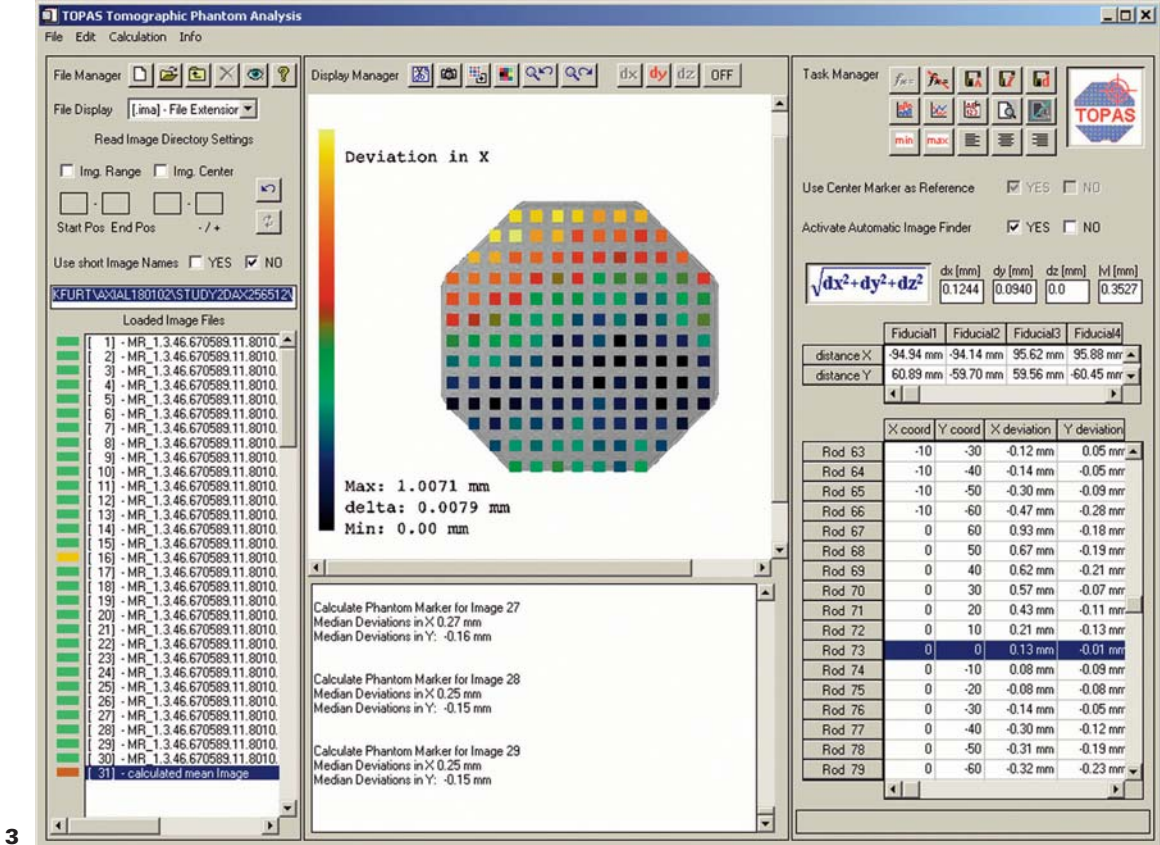 TOPAS Tomographic Phantom Analysis
File Edit Calculation Info
File Manager
File Display [.ima] - File Extension
Read Image Directory Settings
Img. Range Img. Center
- -
Start Pos End Pos - / +
Use short Image Names YES NO
KFURT\AXIAL180102\STUDY2DAX256512\
Loaded Image Files
[ 1] - MR_1.3.46.670589.11.8010.
[ 2] - MR_1.3.46.670589.11.8010.
[ 3] - MR_1.3.46.670589.11.8010.
[ 4] - MR_1.3.46.670589.11.8010.
[ 5] - MR_1.3.46.670589.11.8010.
[ 6] - MR_1.3.46.670589.11.8010.
[ 7] - MR_1.3.46.670589.11.8010.
[ 8] - MR_1.3.46.670589.11.8010.
[ 9] - MR_1.3.46.670589.11.8010.
[ 10] - MR_1.3.46.670589.11.8010.
[ 11] - MR_1.3.46.670589.11.8010.
[ 12] - MR_1.3.46.670589.11.8010.
[ 13] - MR_1.3.46.670589.11.8010.
[ 14] - MR_1.3.46.670589.11.8010.
[ 15] - MR_1.3.46.670589.11.8010.
[ 16] - MR_1.3.46.670589.11.8010.
[ 17] - MR_1.3.46.670589.11.8010.
[ 18] - MR_1.3.46.670589.11.8010.
[ 19] - MR_1.3.46.670589.11.8010.
[ 20] - MR_1.3.46.670589.11.8010.
[ 21] - MR_1.3.46.670589.11.8010.
[ 22] - MR_1.3.46.670589.11.8010.
[ 23] - MR_1.3.46.670589.11.8010.
[ 24] - MR_1.3.46.670589.11.8010.
[ 25] - MR_1.3.46.670589.11.8010.
[ 26] - MR_1.3.46.670589.11.8010.
[ 27] - MR_1.3.46.670589.11.8010.
[ 28] - MR_1.3.46.670589.11.8010.
[ 29] - MR_1.3.46.670589.11.8010.
[ 30] - MR_1.3.46.670589.11.8010.
[ 31] - calculated mean Image
Display Manager dx dy dz OFF
Deviation in X
Max: 1.0071 mm
delta: 0.0079 mm
Min: 0.00 mm
Calculate Phantom Marker for Image 27
Median Deviations in X 0.27 mm
Median Deviations in Y: -0.16 mm
Calculate Phantom Marker for Image 28
Median Deviations in X 0.25 mm
Median Deviations in Y: -0.15 mm
Calculate Phantom Marker for Image 29
Median Deviations in X 0.25 mm
Median Deviations in Y: -0.15 mm
Task Manager
min max
TOPAS
Use Center Marker as Reference YES NO
Activate Automatic Image Finder YES NO
√dx²+dy²+dz²
dx [mm] dy [mm] dz [mm] |v| [mm]
0.1244 0.0940 0.0 0.3527
Fiducial1 Fiducial2 Fiducial3 Fiducial4
distance X -94.94 mm -94.14 mm 95.62 mm 95.88 mm
distance Y 60.89 mm -59.70 mm 59.56 mm -60.45 mm
X coord Y coord X deviation Y deviation
Rod 63 -10 -30 -0.12 mm 0.05 mm
Rod 64 -10 -40 -0.14 mm -0.05 mm
Rod 65 -10 -50 -0.30 mm -0.09 mm
Rod 66 -10 -60 -0.47 mm -0.28 mm
Rod 67 0 60 0.93 mm -0.18 mm
Rod 68 0 50 0.67 mm -0.19 mm
Rod 69 0 40 0.62 mm -0.21 mm
Rod 70 0 30 0.57 mm -0.07 mm
Rod 71 0 20 0.43 mm -0.11 mm
Rod 72 0 10 0.21 mm -0.13 mm
Rod 73 0 0 0.13 mm -0.01 mm
Rod 74 0 -10 0.08 mm -0.09 mm
Rod 75 0 -20 -0.08 mm -0.08 mm
Rod 76 0 -30 -0.14 mm -0.05 mm
Rod 77 0 -40 -0.30 mm -0.12 mm
Rod 78 0 -50 -0.31 mm -0.19 mm
Rod 79 0 -60 -0.32 mm -0.23 mm
3